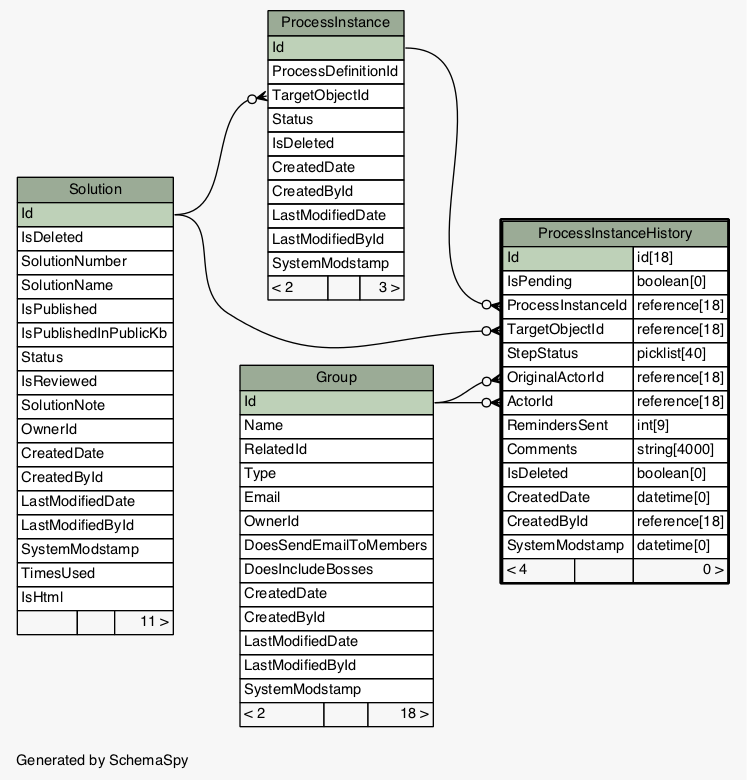 ProcessInstance
Id
ProcessDefinitionId
TargetObjectId
Status
IsDeleted
CreatedDate
CreatedById
LastModifiedDate
LastModifiedById
SystemModstamp
< 2 3 >
Solution
Id
IsDeleted
SolutionNumber
SolutionName
IsPublished
IsPublishedInPublicKb
Status
IsReviewed
SolutionNote
OwnerId
CreatedDate
CreatedById
LastModifiedDate
LastModifiedById
SystemModstamp
TimesUsed
IsHtml
11 >
ProcessInstanceHistory
Id id[18]
IsPending boolean[0]
ProcessInstanceId reference[18]
TargetObjectId reference[18]
StepStatus picklist[40]
OriginalActorId reference[18]
ActorId reference[18]
RemindersSent int[9]
Comments string[4000]
IsDeleted boolean[0]
CreatedDate datetime[0]
CreatedById reference[18]
SystemModstamp datetime[0]
< 4 0 >
Group
Id
Name
RelatedId
Type
Email
OwnerId
DoesSendEmailToMembers
DoesIncludeBosses
CreatedDate
CreatedById
LastModifiedDate
LastModifiedById
SystemModstamp
< 2 18 >
Generated by SchemaSpy